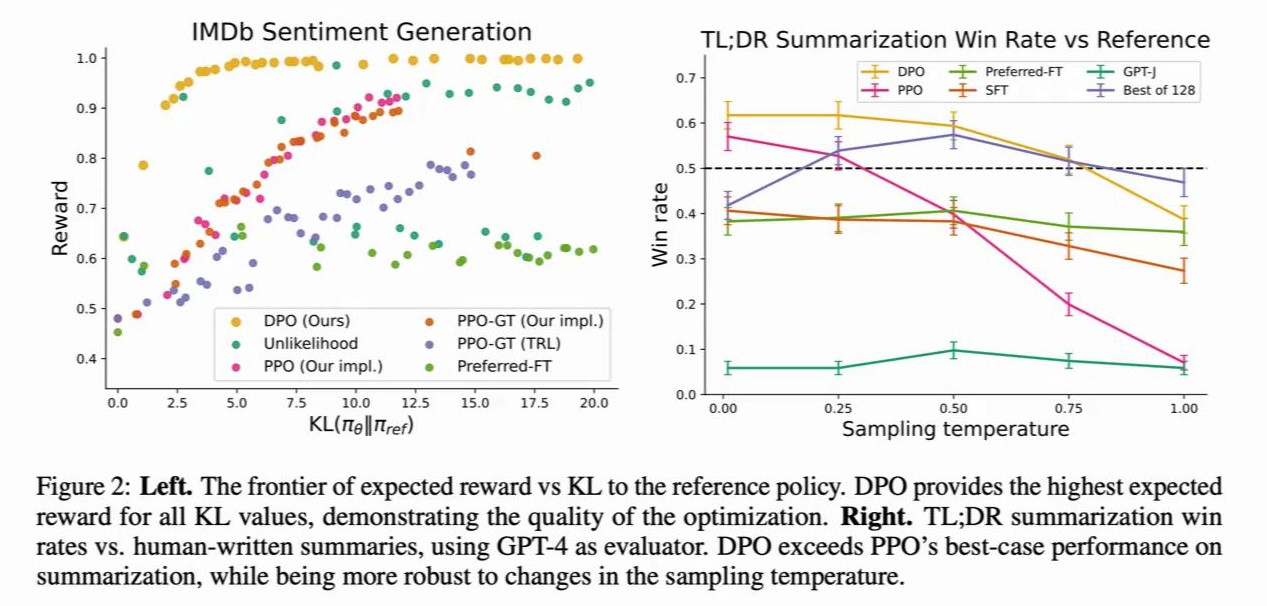 IMDb Sentiment Generation
Reward
1.0
0.9
0.8
0.7
0.6
0.5
0.4
DPO (Ours)
Unlikelihood
PPO (Our impl.)
PPO-GT (Our impl.)
PPO-GT (TRL)
Preferred-FT
0.0 2.5 5.0 7.5 10.0 12.5 15.0 17.5 20.0
KL(πθ‖πref)
TL;DR Summarization Win Rate vs Reference
Win rate
0.7
0.6
0.5
0.4
0.3
0.2
0.1
0.0
DPO Preferred-FT GPT-J
PPO SFT Best of 128
0.00 0.25 0.50 0.75 1.00
Sampling temperature
Figure 2: Left. The frontier of expected reward vs KL to the reference policy. DPO provides the highest expected
reward for all KL values, demonstrating the quality of the optimization. Right. TL;DR summarization win
rates vs. human-written summaries, using GPT-4 as evaluator. DPO exceeds PPO's best-case performance on
summarization, while being more robust to changes in the sampling temperature.